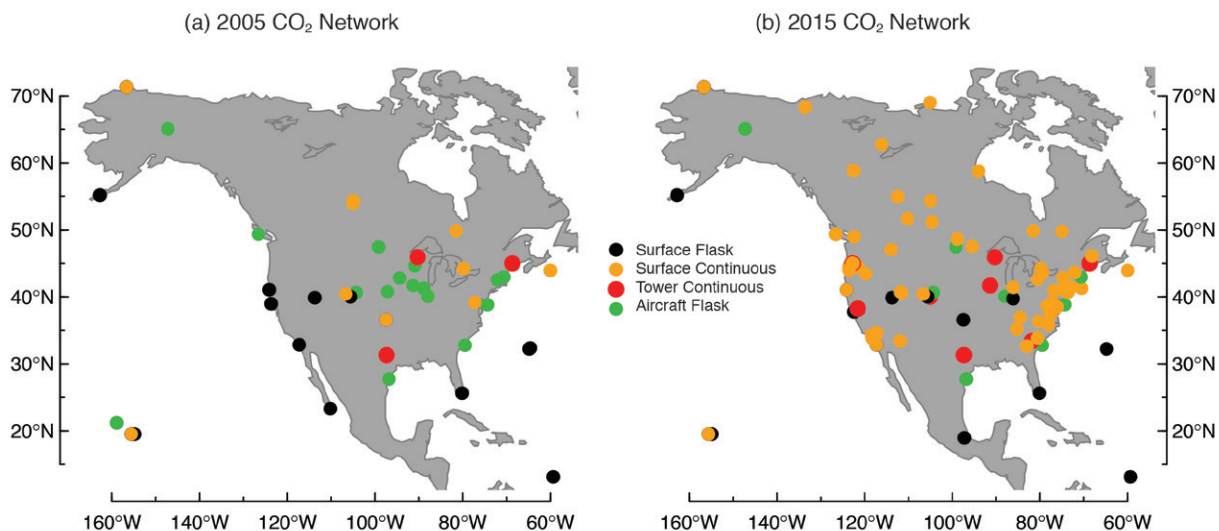 (a) 2005 CO₂ Network
(b) 2015 CO₂ Network
70°N
60°N
50°N
40°N
30°N
20°N
160°W 140°W 120°W 100°W 80°W 60°W
Surface Flask
Surface Continuous
Tower Continuous
Aircraft Flask
70°N
60°N
50°N
40°N
30°N
20°N
160°W 140°W 120°W 100°W 80°W 60°W